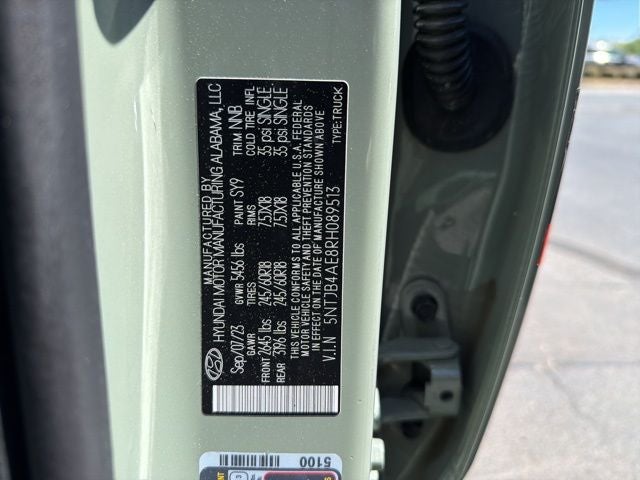 MANUFACTURED BY
HYUNDAI MOTOR MANUFACTURING ALABAMA, LLC
Sep/07/23 GVWR 5456 lbs PAINT SY9 TRIM NNB
GAWR TIRES RIMS COLD TIRE INFL
FRONT 2645 lbs 245/60R18 7.5JX18 35 psi SINGLE
REAR 3196 lbs 245/60R18 7.5JX18 35 psi SINGLE
THIS VEHICLE CONFORMS TO ALL APPLICABLE U.S.A. FEDERAL
MOTOR VEHICLE SAFETY AND THEFT PREVENTION STANDARDS
IN EFFECT ON THE DATE OF MANUFACTURE SHOWN ABOVE
V.I.N 5NTJB4AE8RH089513 TYPE:TRUCK
5100